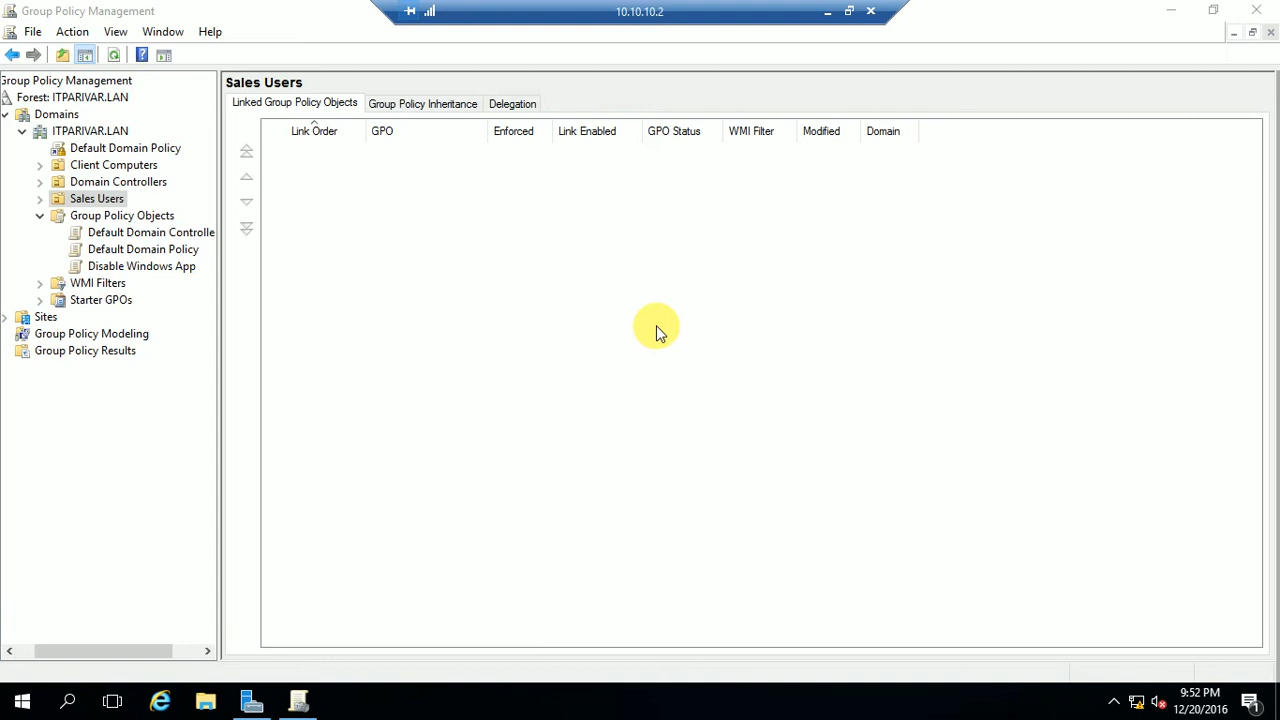 Group Policy Management
10.10.10.2
File Action View Window Help
Group Policy Management
Forest: ITPARIVAR.LAN
Domains
ITPARIVAR.LAN
Default Domain Policy
Client Computers
Domain Controllers
Sales Users
Group Policy Objects
Default Domain Controlle
Default Domain Policy
Disable Windows App
WMI Filters
Starter GPOs
Sites
Group Policy Modeling
Group Policy Results
Sales Users
Linked Group Policy Objects Group Policy Inheritance Delegation
Link Order GPO Enforced Link Enabled GPO Status WMI Filter Modified Domain
9:52 PM
12/20/2016
1